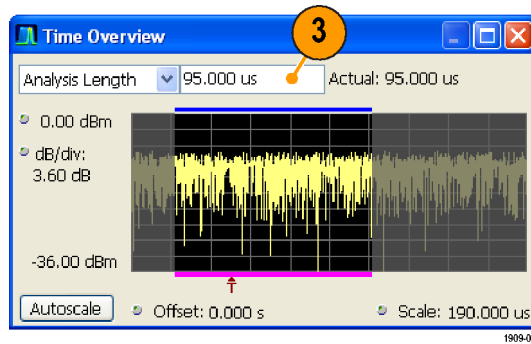 Time Overview
3
Analysis Length 95.000 us Actual: 95.000 us
0.00 dBm
dB/div:
3.60 dB
-36.00 dBm
T
Autoscale Offset: 0.000 s Scale: 190.000 us